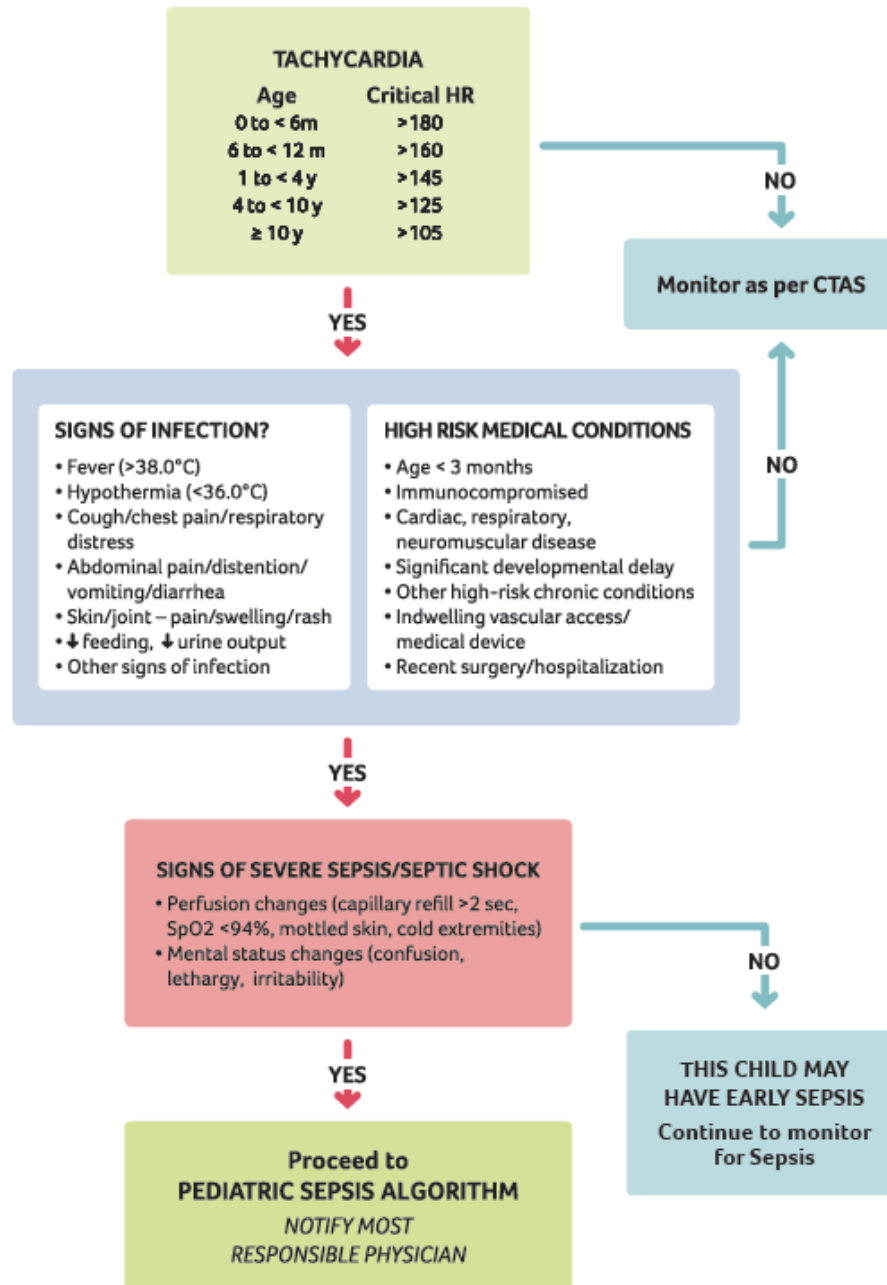 TACHYCARDIA
Age Critical HR
0 to < 6m >180
6 to < 12 m >160
1 to < 4 y >145
4 to < 10 y >125
≥ 10 y >105
NO
Monitor as per CTAS
YES
SIGNS OF INFECTION?
• Fever (>38.0°C)
• Hypothermia (<36.0°C)
• Cough/chest pain/respiratory
distress
• Abdominal pain/distention/
vomiting/diarrhea
• Skin/joint – pain/swelling/rash
• ↓ feeding, ↓ urine output
• Other signs of infection
HIGH RISK MEDICAL CONDITIONS
• Age < 3 months
• Immunocompromised
• Cardiac, respiratory,
neuromuscular disease
• Significant developmental delay
• Other high-risk chronic conditions
• Indwelling vascular access/
medical device
• Recent surgery/hospitalization
NO
YES
SIGNS OF SEVERE SEPSIS/SEPTIC SHOCK
• Perfusion changes (capillary refill >2 sec,
SpO2 <94%, mottled skin, cold extremities)
• Mental status changes (confusion,
lethargy, irritability)
NO
YES
THIS CHILD MAY
HAVE EARLY SEPSIS
Continue to monitor
for Sepsis
Proceed to
PEDIATRIC SEPSIS ALGORITHM
NOTIFY MOST
RESPONSIBLE PHYSICIAN